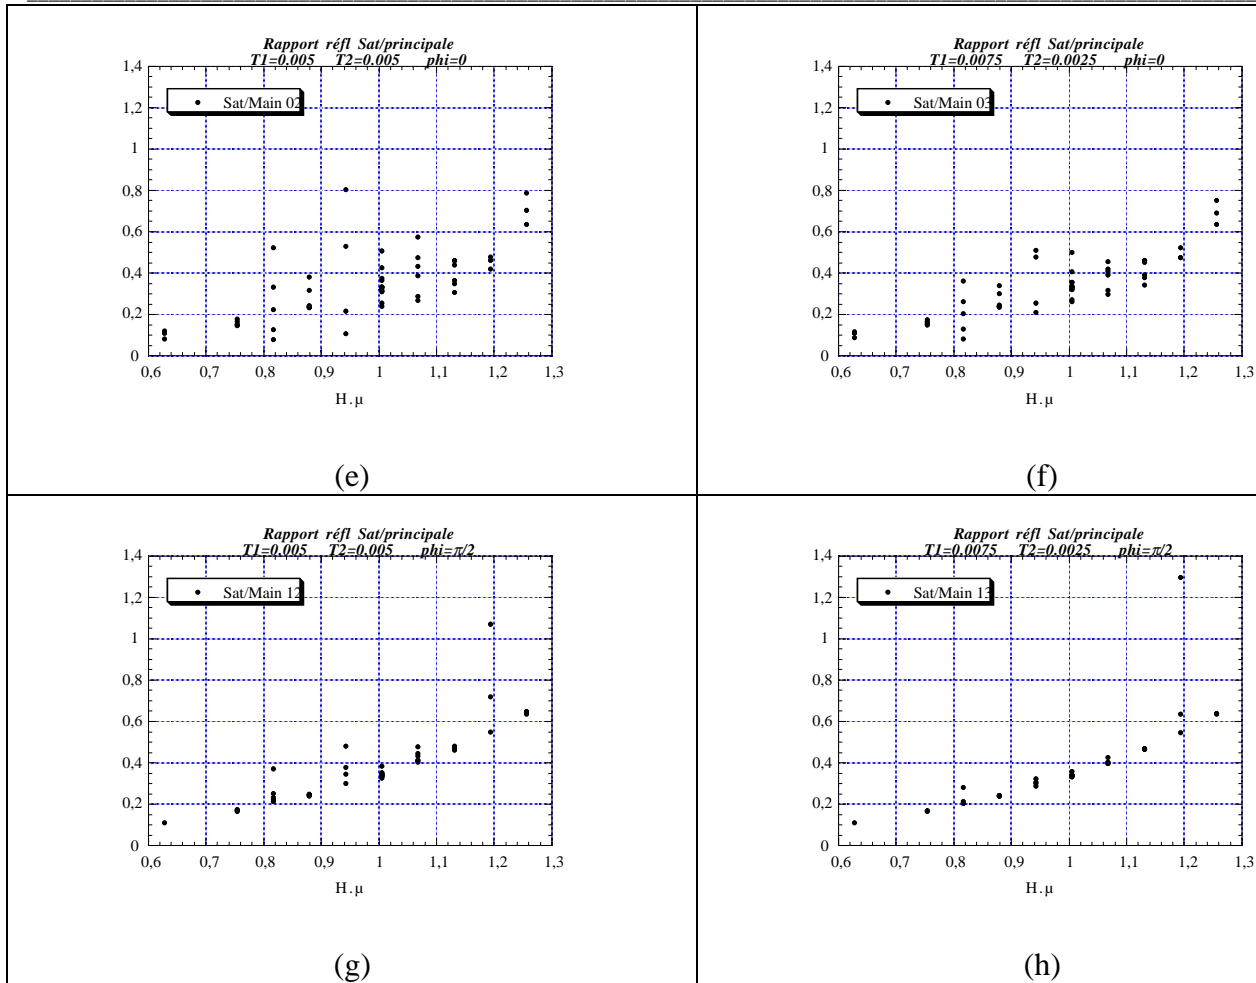 Rapport réfl Sat/principale
T1=0.005 T2=0.005 phi=0
1,4
1,2
1
0,8
0,6
0,4
0,2
0
Sat/Main 02
0,6 0,7 0,8 0,9 1 1,1 1,2 1,3
H.µ
(e)
Rapport réfl Sat/principale
T1=0.0075 T2=0.0025 phi=0
1,4
1,2
1
0,8
0,6
0,4
0,2
0
Sat/Main 03
0,6 0,7 0,8 0,9 1 1,1 1,2 1,3
H.µ
(f)
Rapport réfl Sat/principale
T1=0.005 T2=0.005 phi=π/2
1,4
1,2
1
0,8
0,6
0,4
0,2
0
Sat/Main 12
0,6 0,7 0,8 0,9 1 1,1 1,2 1,3
H.µ
(g)
Rapport réfl Sat/principale
T1=0.0075 T2=0.0025 phi=π/2
1,4
1,2
1
0,8
0,6
0,4
0,2
0
Sat/Main 13
0,6 0,7 0,8 0,9 1 1,1 1,2 1,3
H.µ
(h)